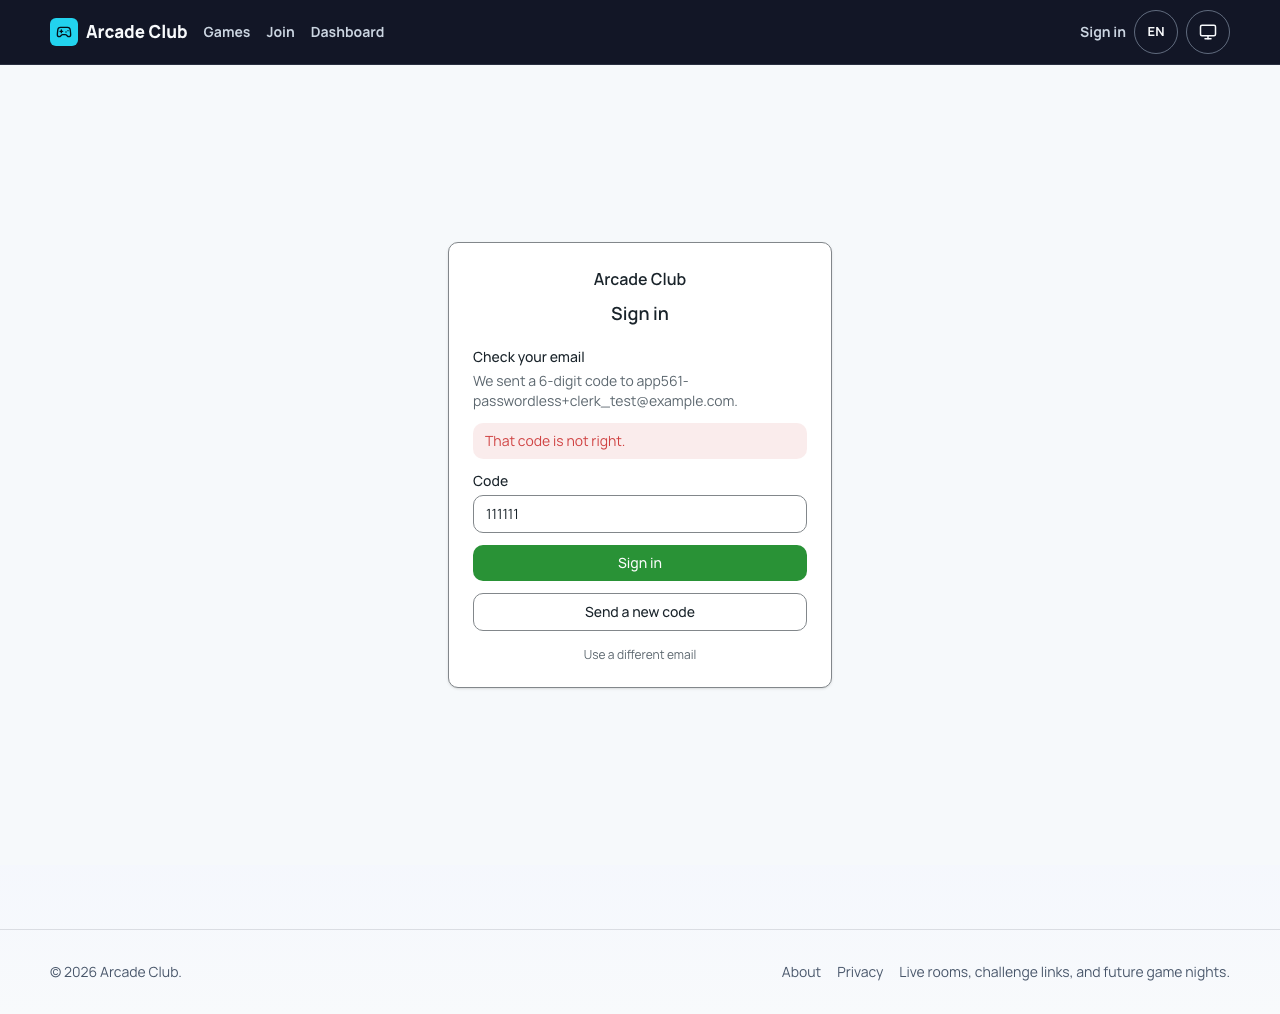 Arcade Club
Games
Join
Dashboard
Sign in
EN
Arcade Club
Sign in
Check your email
We sent a 6-digit code to app561-
passwordless+clerk_test@example.com.
That code is not right.
Code
111111
Sign in
Send a new code
Use a different email
© 2026 Arcade Club.
About
Privacy
Live rooms, challenge links, and future game nights.